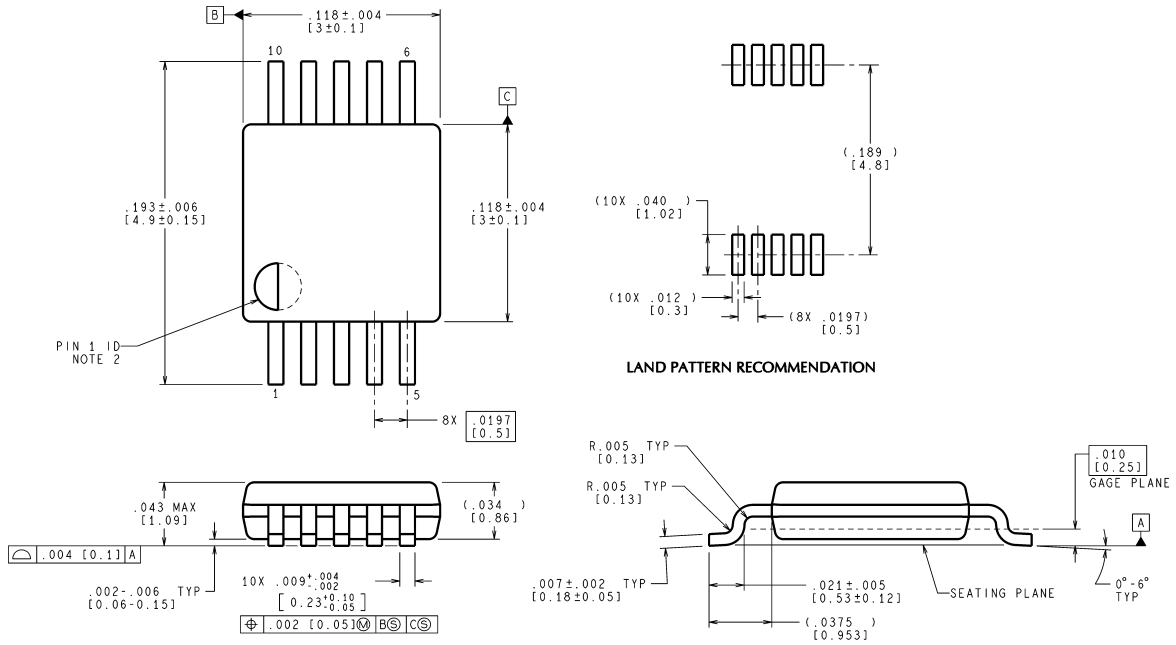 B
.118±.004
[3±0.1]
10
6
C
.193±.006
[4.9±0.15]
.118±.004
[3±0.1]
PIN 1 ID
NOTE 2
1
5
8X .0197
[0.5]
(.189 )
[4.8]
(10X .040 )
[1.02]
(10X .012 )
[0.3]
(8X .0197)
[0.5]
LAND PATTERN RECOMMENDATION
.043 MAX
[1.09]
(.034 )
[0.86]
⌓ .004 [0.1] A
.002-.006 TYP
[0.06-0.15]
10X .009+.004
-.002
[0.23+0.10
-0.05]
⌖ .002 [0.05]Ⓜ BⓈ CⓈ
R.005 TYP
[0.13]
R.005 TYP
[0.13]
.010
[0.25]
GAGE PLANE
A
.007±.002 TYP
[0.18±0.05]
.021±.005
[0.53±0.12]
SEATING PLANE
0°-6°
TYP
(.0375 )
[0.953]